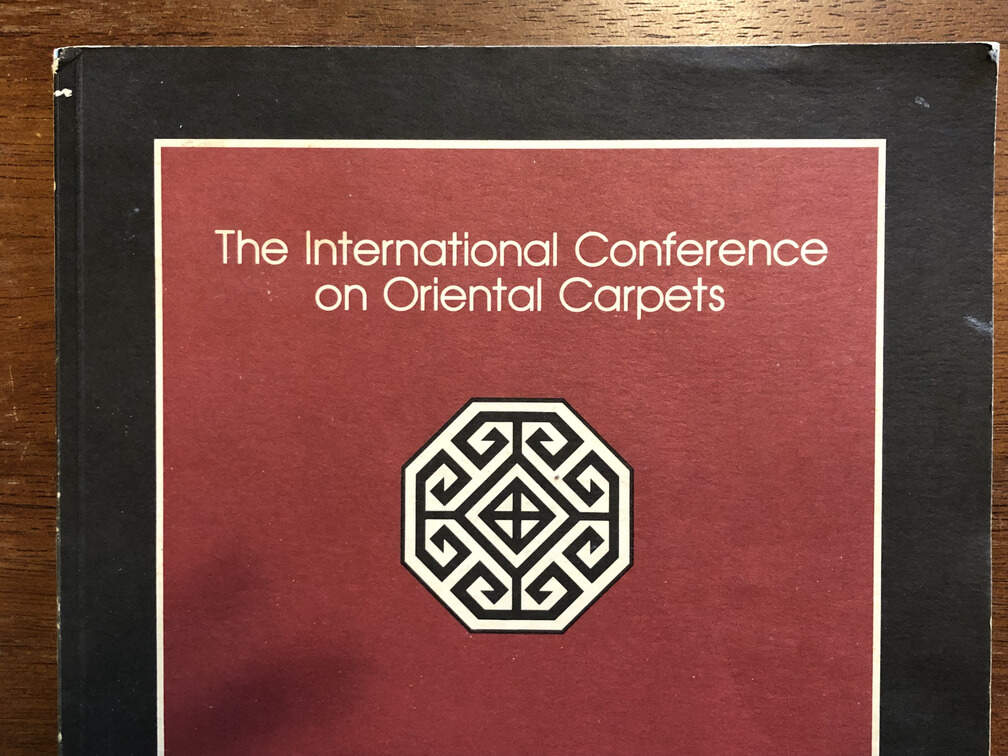 The International Conference
on Oriental Carpets